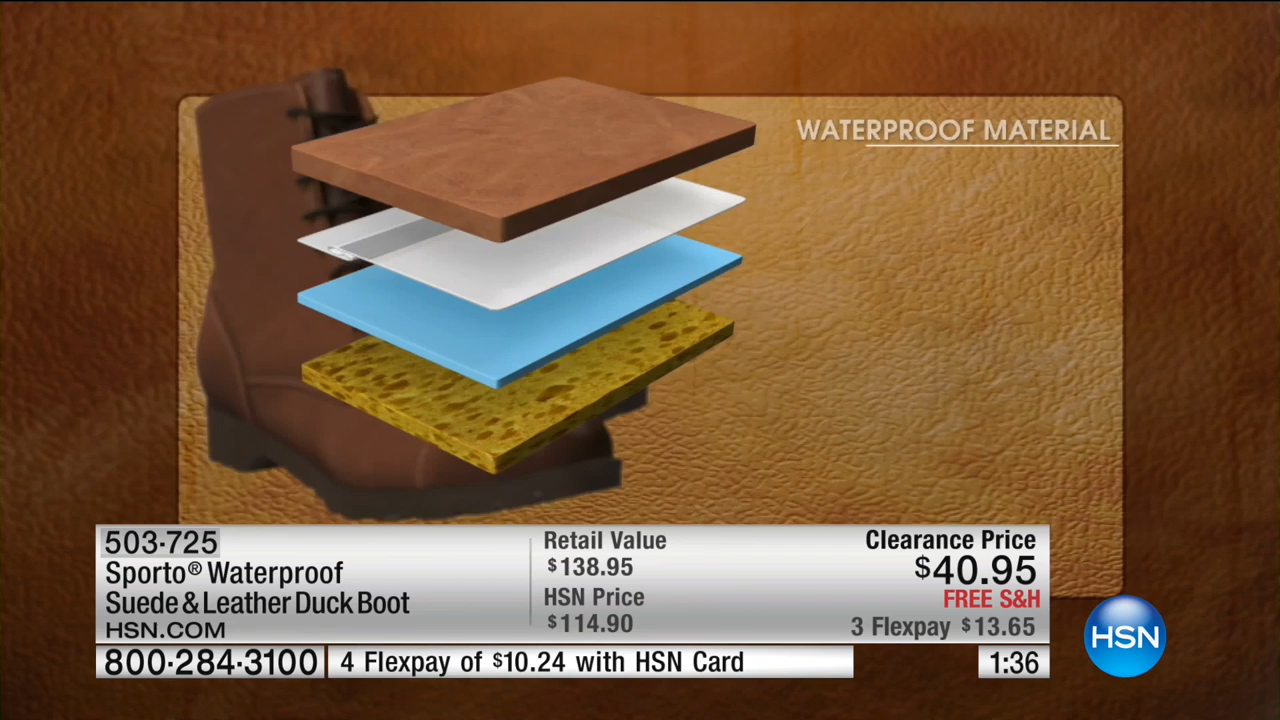 WATERPROOF MATERIAL
503-725
Sporto® Waterproof
Suede & Leather Duck Boot
HSN.COM
Retail Value
$138.95
HSN Price
$114.90
Clearance Price
$40.95
FREE S&H
3 Flexpay $13.65
800-284-3100
4 Flexpay of $10.24 with HSN Card
1:36
HSN